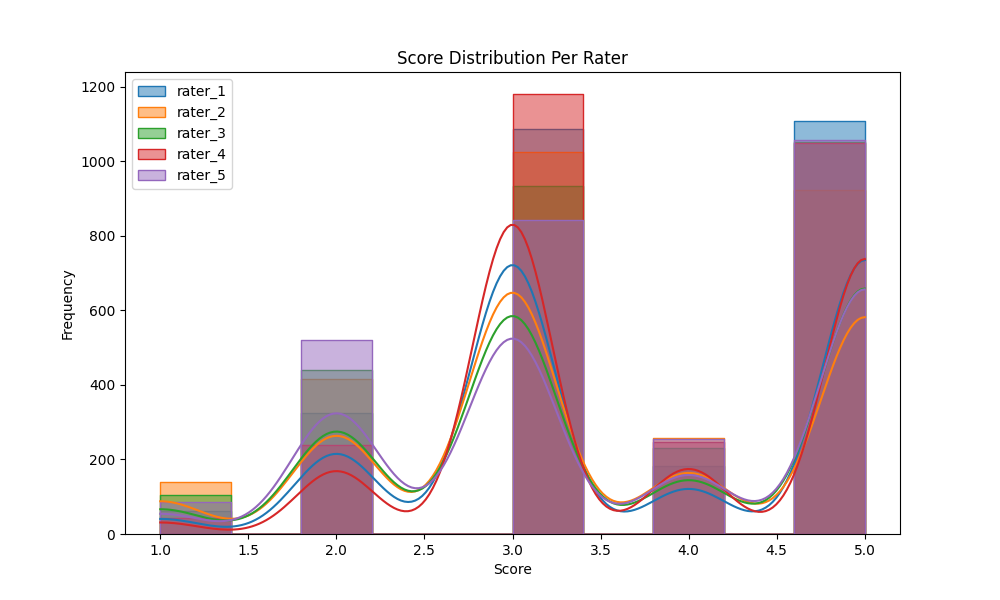 Score Distribution Per Rater
1200
1000
800
600
400
200
0
Frequency
rater_1
rater_2
rater_3
rater_4
rater_5
1.0 1.5 2.0 2.5 3.0 3.5 4.0 4.5 5.0
Score